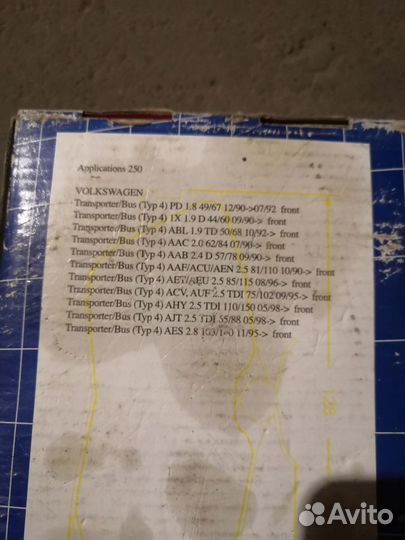 Applications 250
VOLKSWAGEN
Transporter/Bus (Typ 4) PD 1.8 49/67 12/90->07/92 front
Transporter/Bus (Typ 4) 1X 1.9 D 44/60 09/90-> front
Transporter/Bus (Typ 4) ABL 1.9 TD 50/68 10/92-> front
Transporter/Bus (Typ 4) AAC 2.0 62/84 07/90-> front
Transporter/Bus (Typ 4) AAB 2.4 D 57/78 09/90-> front
Transporter/Bus (Typ 4) AAF/ACU/AEN 2.5 81/110 10/90-> front
Transporter/Bus (Typ 4) AET/AEU 2.5 85/115 08/96-> front
Transporter/Bus (Typ 4) ACV, AUF 2.5 TDI 75/102 09/95-> front
Transporter/Bus (Typ 4) AHY 2.5 TDI 110/150 05/98-> front
Transporter/Bus (Typ 4) AJT 2.5 TDI 65/88 05/98-> front
Transporter/Bus (Typ 4) AES 2.8 11/95-> front
128
Avito